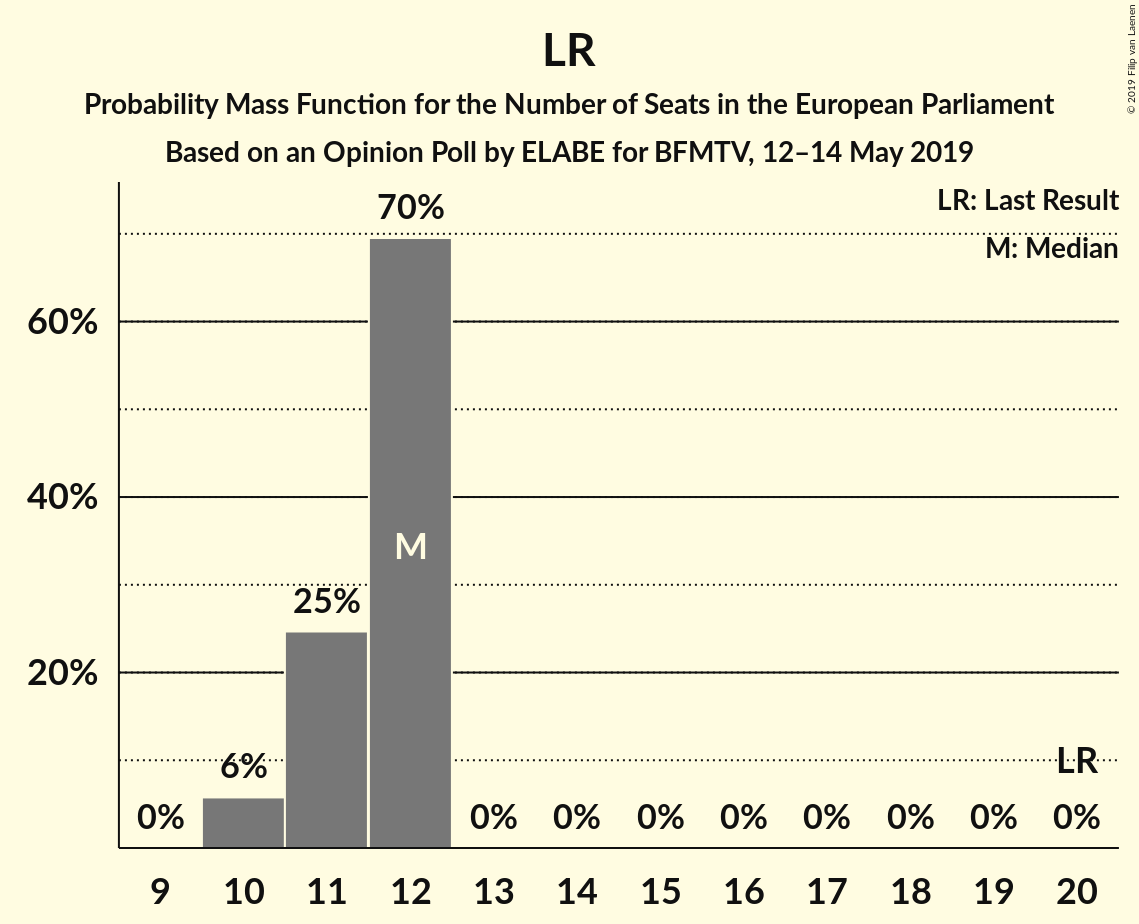 LR
Probability Mass Function for the Number of Seats in the European Parliament
Based on an Opinion Poll by ELABE for BFMTV, 12–14 May 2019
© 2019 Filip van Laenen
LR: Last Result
M: Median
70%
60%
40%
M
25%
20%
6%
LR
0%
0%
0%
0%
0%
0%
0%
0%
0%
9 10 11 12 13 14 15 16 17 18 19 20